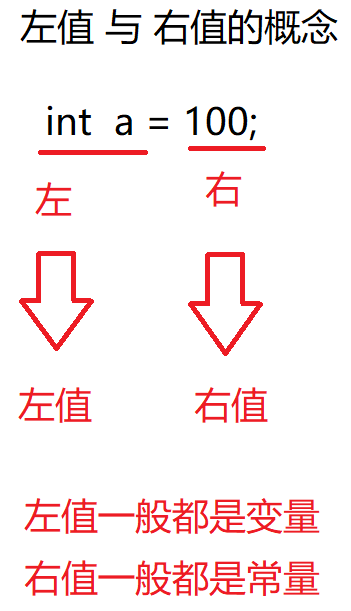 左值 与 右值的概念
int a = 100;
左 右
左值 右值
左值一般都是变量
右值一般都是常量